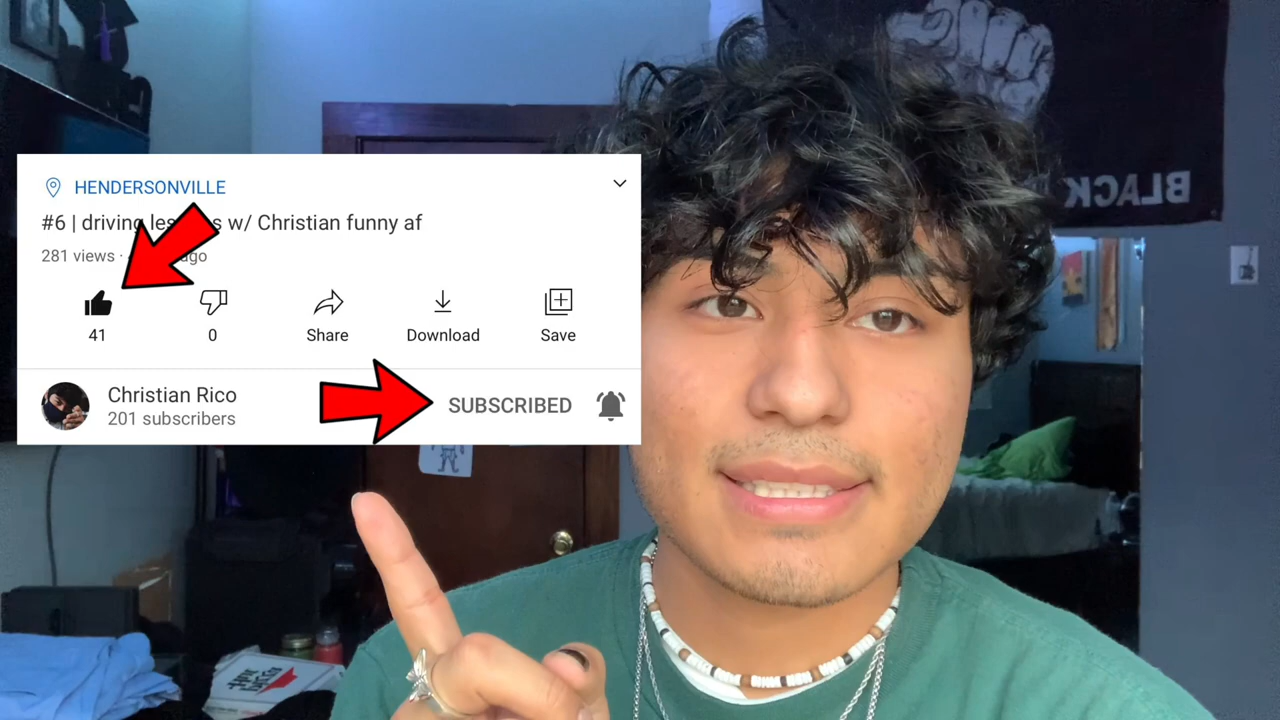 HENDERSONVILLE
#6 | driving w/ Christian funny af
281 views · ago
41
0
Share
Download
Save
Christian Rico
201 subscribers
SUBSCRIBED
BLACK